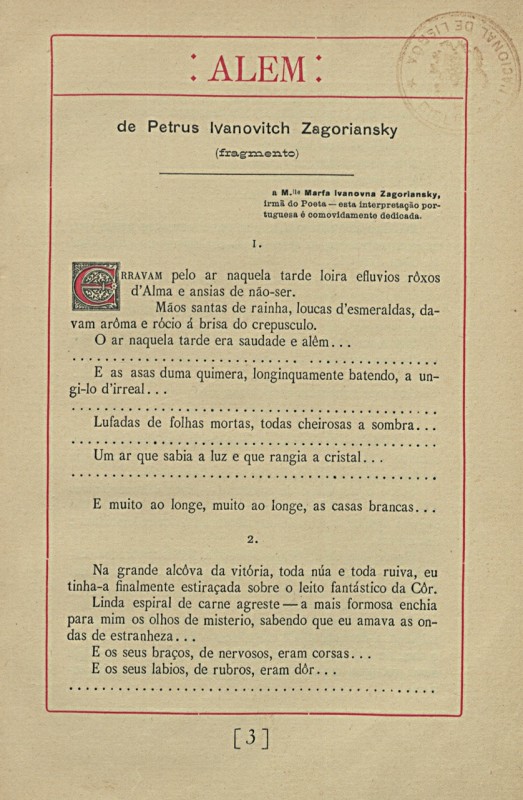 : ALEM :
de Petrus Ivanovitch Zagoriansky
(fragmento)
a M.lle Marfa Ivanovna Zagoriansky,
irmã do Poeta — esta interpretação por-
tuguesa é comovidamente dedicada.
1.
ERRAVAM pelo ar naquela tarde loira efluvios rôxos
d'Alma e ansias de não-ser.
Mãos santas de rainha, loucas d'esmeraldas, da-
vam arôma e rócio á brisa do crepusculo.
O ar naquela tarde era saudade e alêm...
E as asas duma quimera, longinquamente batendo, a un-
gi-lo d'irreal...
Lufadas de folhas mortas, todas cheirosas a sombra...
Um ar que sabia a luz e que rangia a cristal...
E muito ao longe, muito ao longe, as casas brancas...
2.
Na grande alcôva da vitória, toda núa e toda ruiva, eu
tinha-a finalmente estiraçada sobre o leito fantástico da Côr.
Linda espiral de carne agreste — a mais formosa enchia
para mim os olhos de misterio, sabendo que eu amava as on-
das de estranheza...
E os seus braços, de nervosos, eram corsas...
E os seus labios, de rubros, eram dôr...
[3]